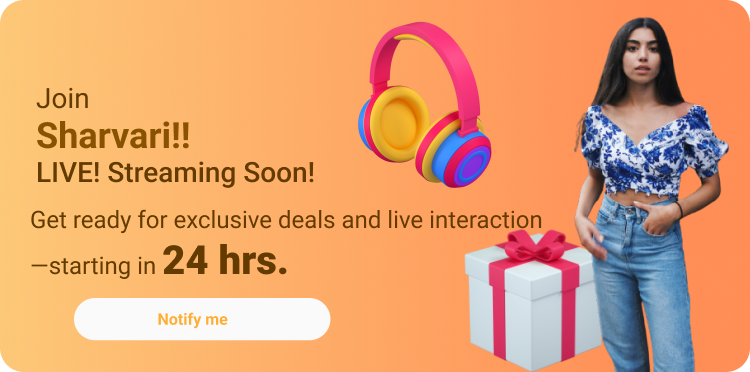 Join
Sharvari!!
LIVE! Streaming Soon!
Get ready for exclusive deals and live interaction
—starting in 24 hrs.
Notify me